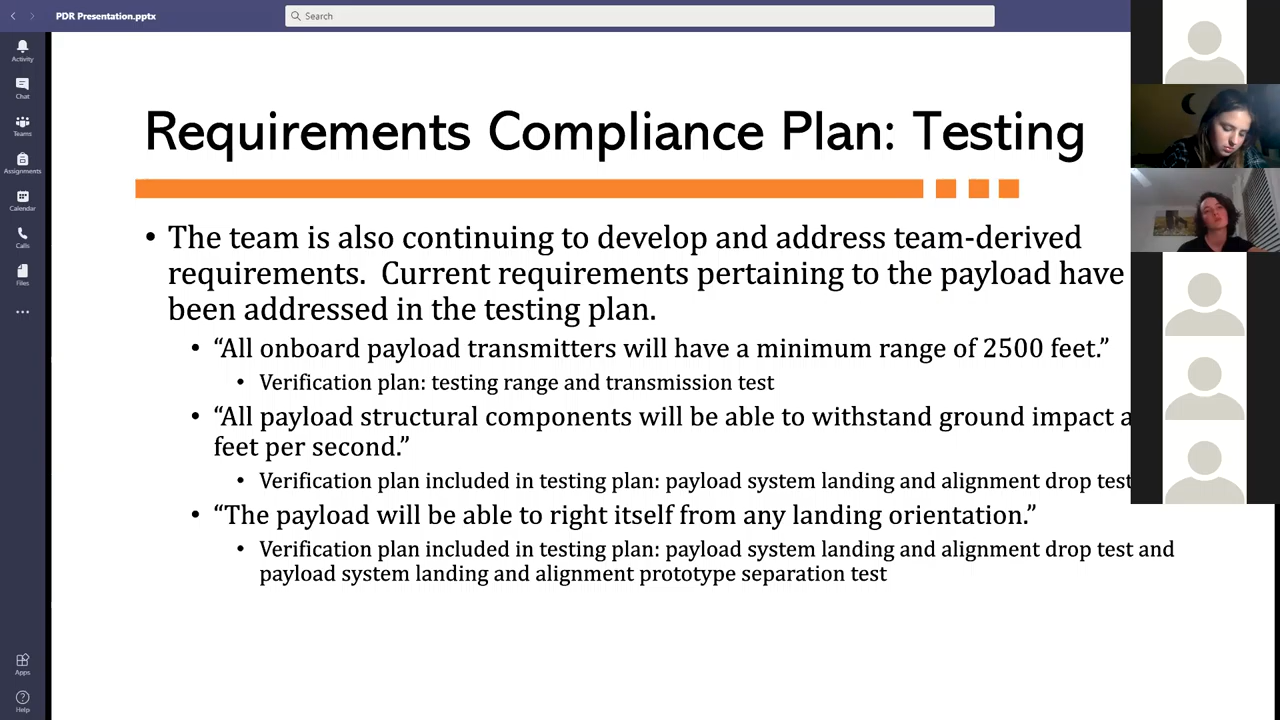 PDR Presentation.pptx
Search
Activity
Chat
Teams
Assignments
Calendar
Calls
Files
Apps
Help
Requirements Compliance Plan: Testing
• The team is also continuing to develop and address team-derived
requirements. Current requirements pertaining to the payload have
been addressed in the testing plan.
• “All onboard payload transmitters will have a minimum range of 2500 feet.”
• Verification plan: testing range and transmission test
• “All payload structural components will be able to withstand ground impact
feet per second.”
• Verification plan included in testing plan: payload system landing and alignment drop test
• “The payload will be able to right itself from any landing orientation.”
• Verification plan included in testing plan: payload system landing and alignment drop test and
payload system landing and alignment prototype separation test